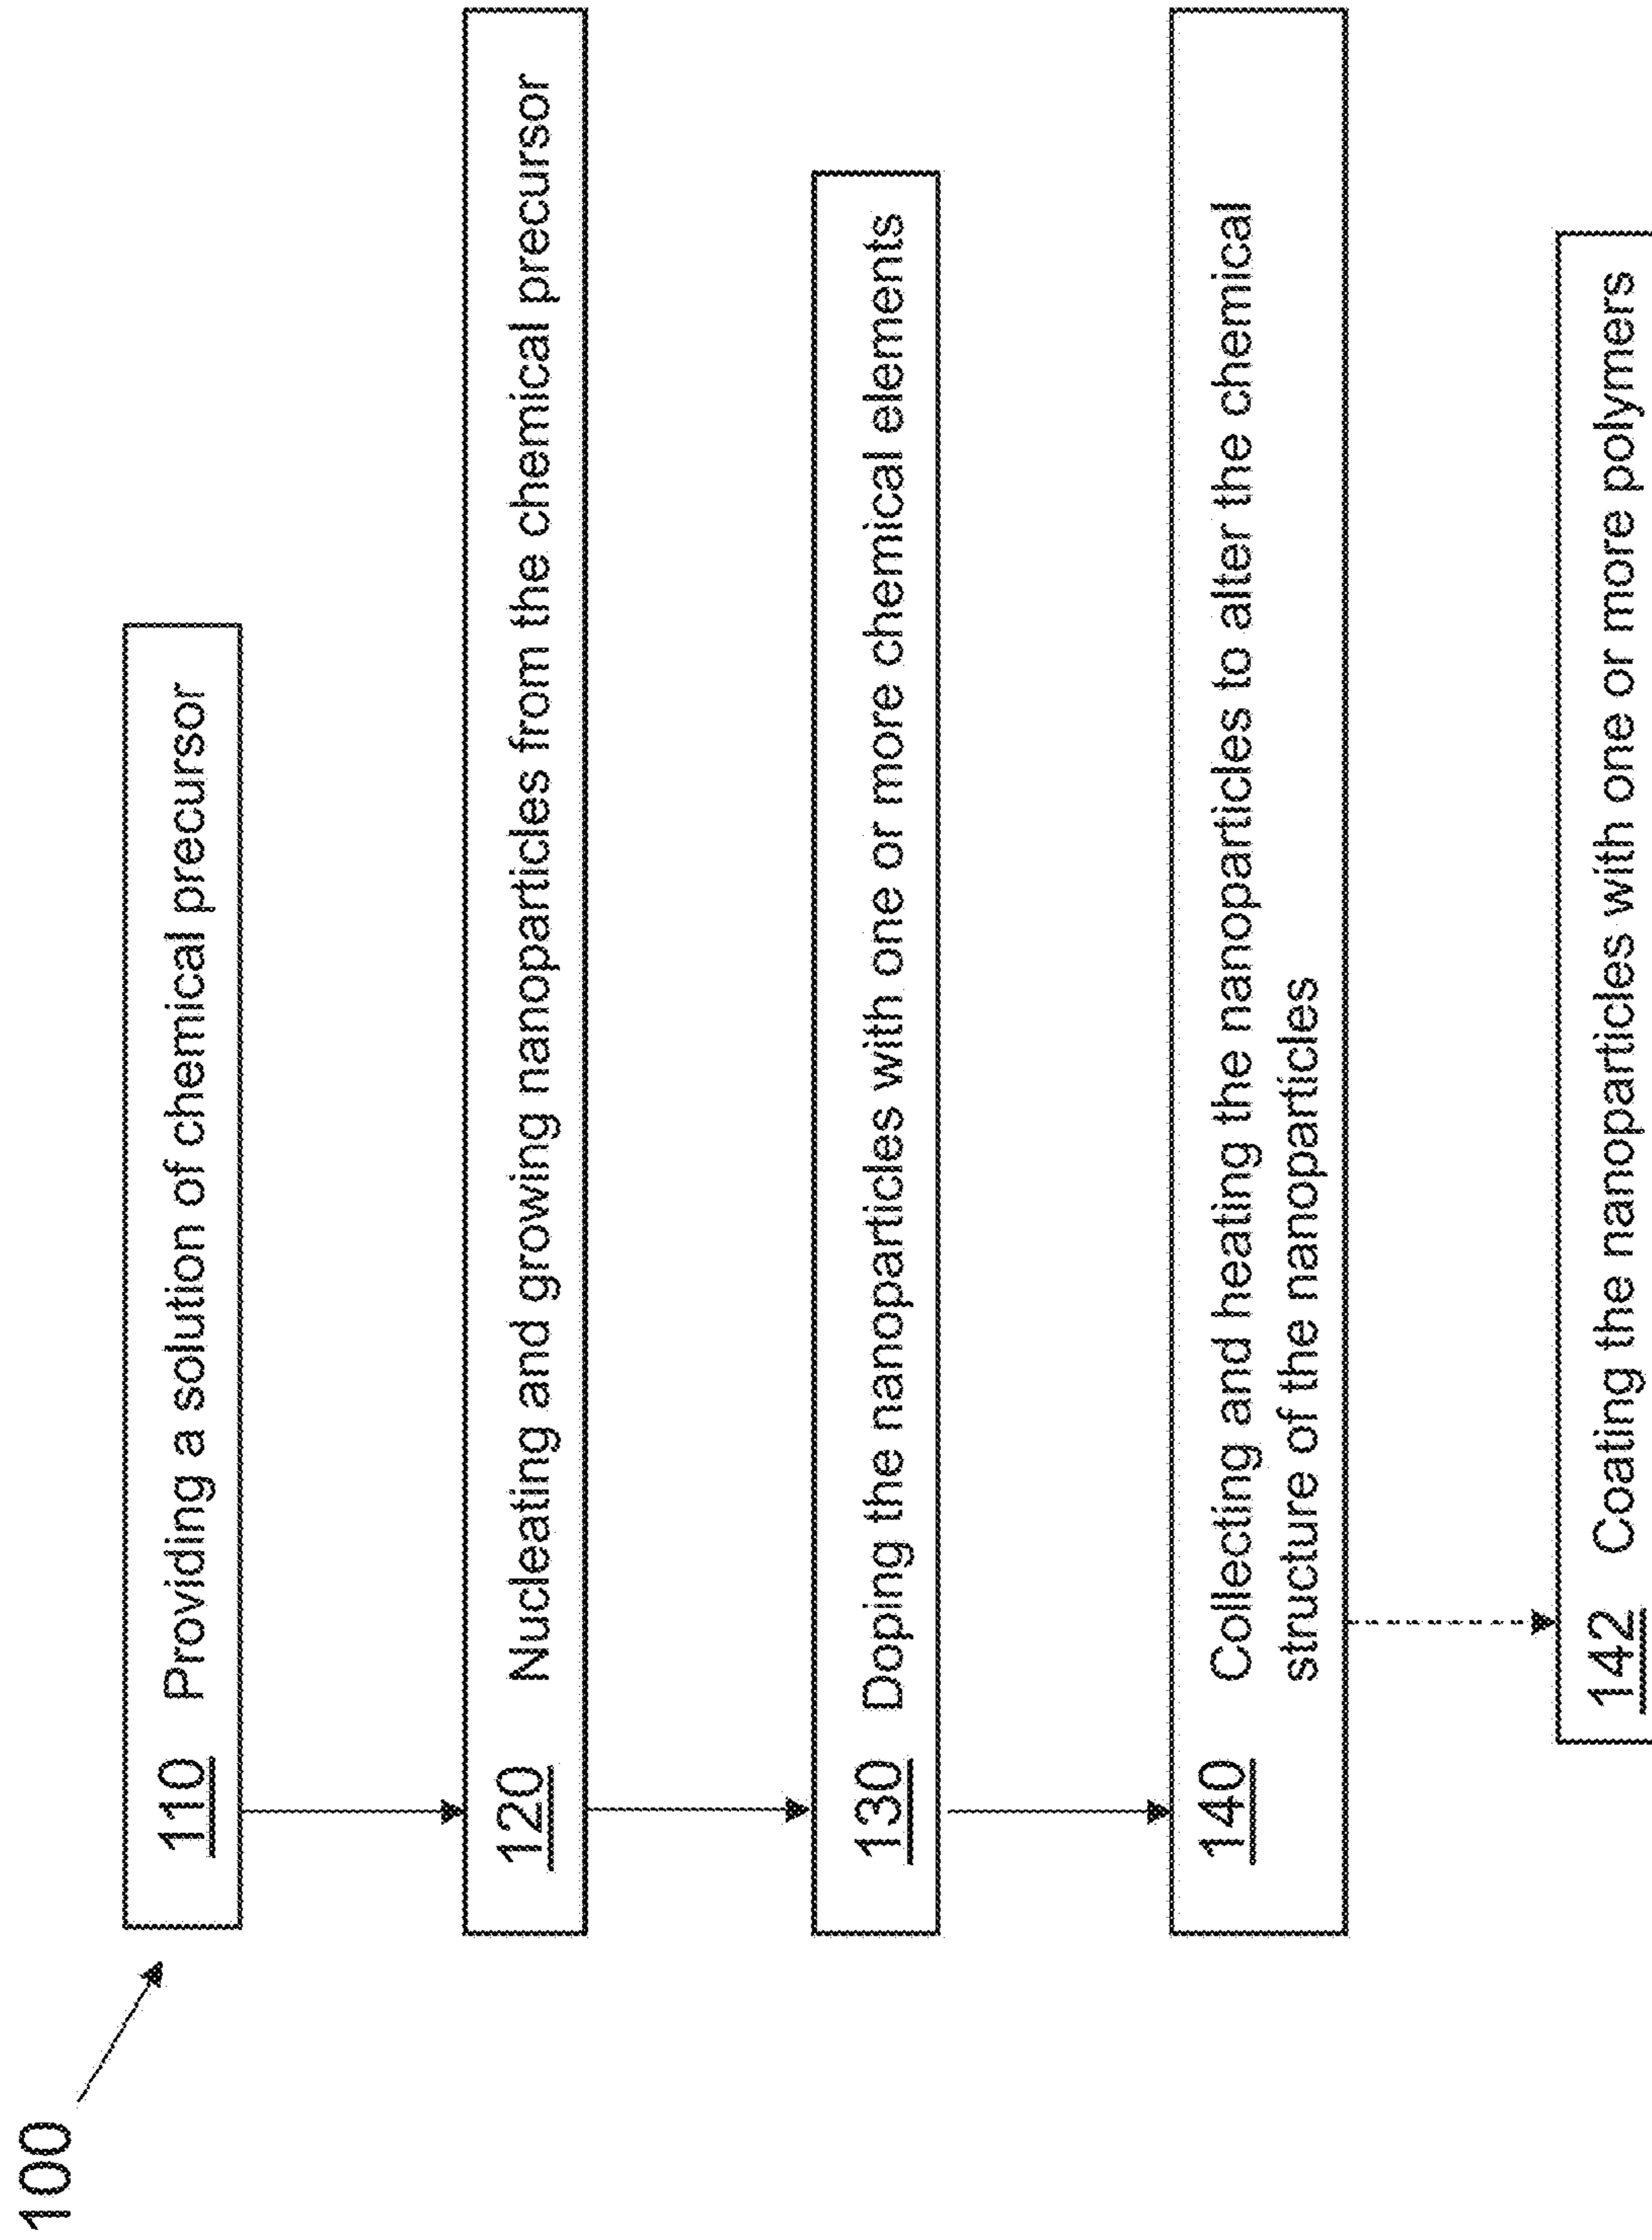 100
110 Providing a solution of chemical precursor
120 Nucleating and growing nanoparticles from the chemical precursor
130 Doping the nanoparticles with one or more chemical elements
140 Collecting and heating the nanoparticles to alter the chemical
structure of the nanoparticles
142 Coating the nanoparticles with one or more polymers